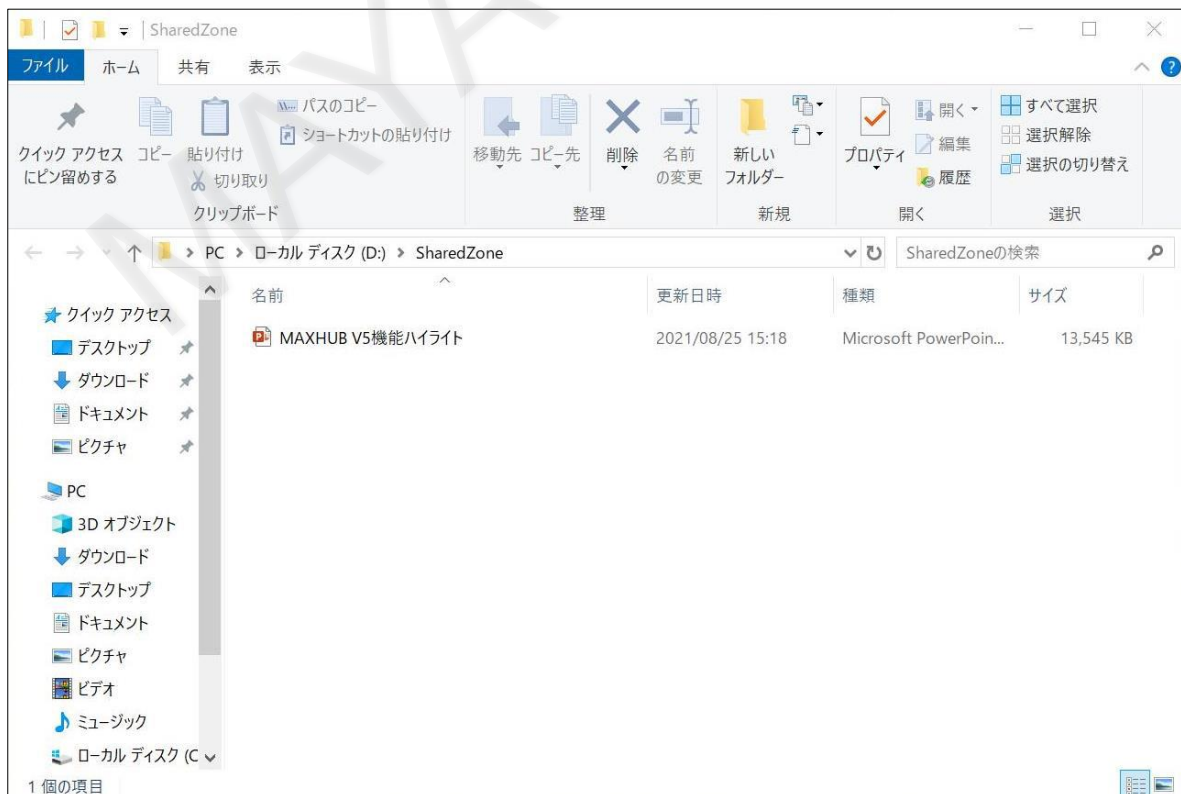 SharedZone
ファイル ホーム 共有 表示
クイック アクセス
にピン留めする
コピー
貼り付け
パスのコピー
ショートカットの貼り付け
切り取り
クリップボード
移動先 コピー先 削除 名前
の変更
整理
新しい
フォルダー
新規
プロパティ
開く
編集
履歴
開く
すべて選択
選択解除
選択の切り替え
選択
PC ローカル ディスク (D:) SharedZone
SharedZoneの検索
名前 更新日時 種類 サイズ
MAXHUB V5機能ハイライト 2021/08/25 15:18 Microsoft PowerPoin... 13,545 KB
クイック アクセス
デスクトップ
ダウンロード
ドキュメント
ピクチャ
PC
3D オブジェクト
ダウンロード
デスクトップ
ドキュメント
ピクチャ
ビデオ
ミュージック
ローカル ディスク (C
1 個の項目
MAYA